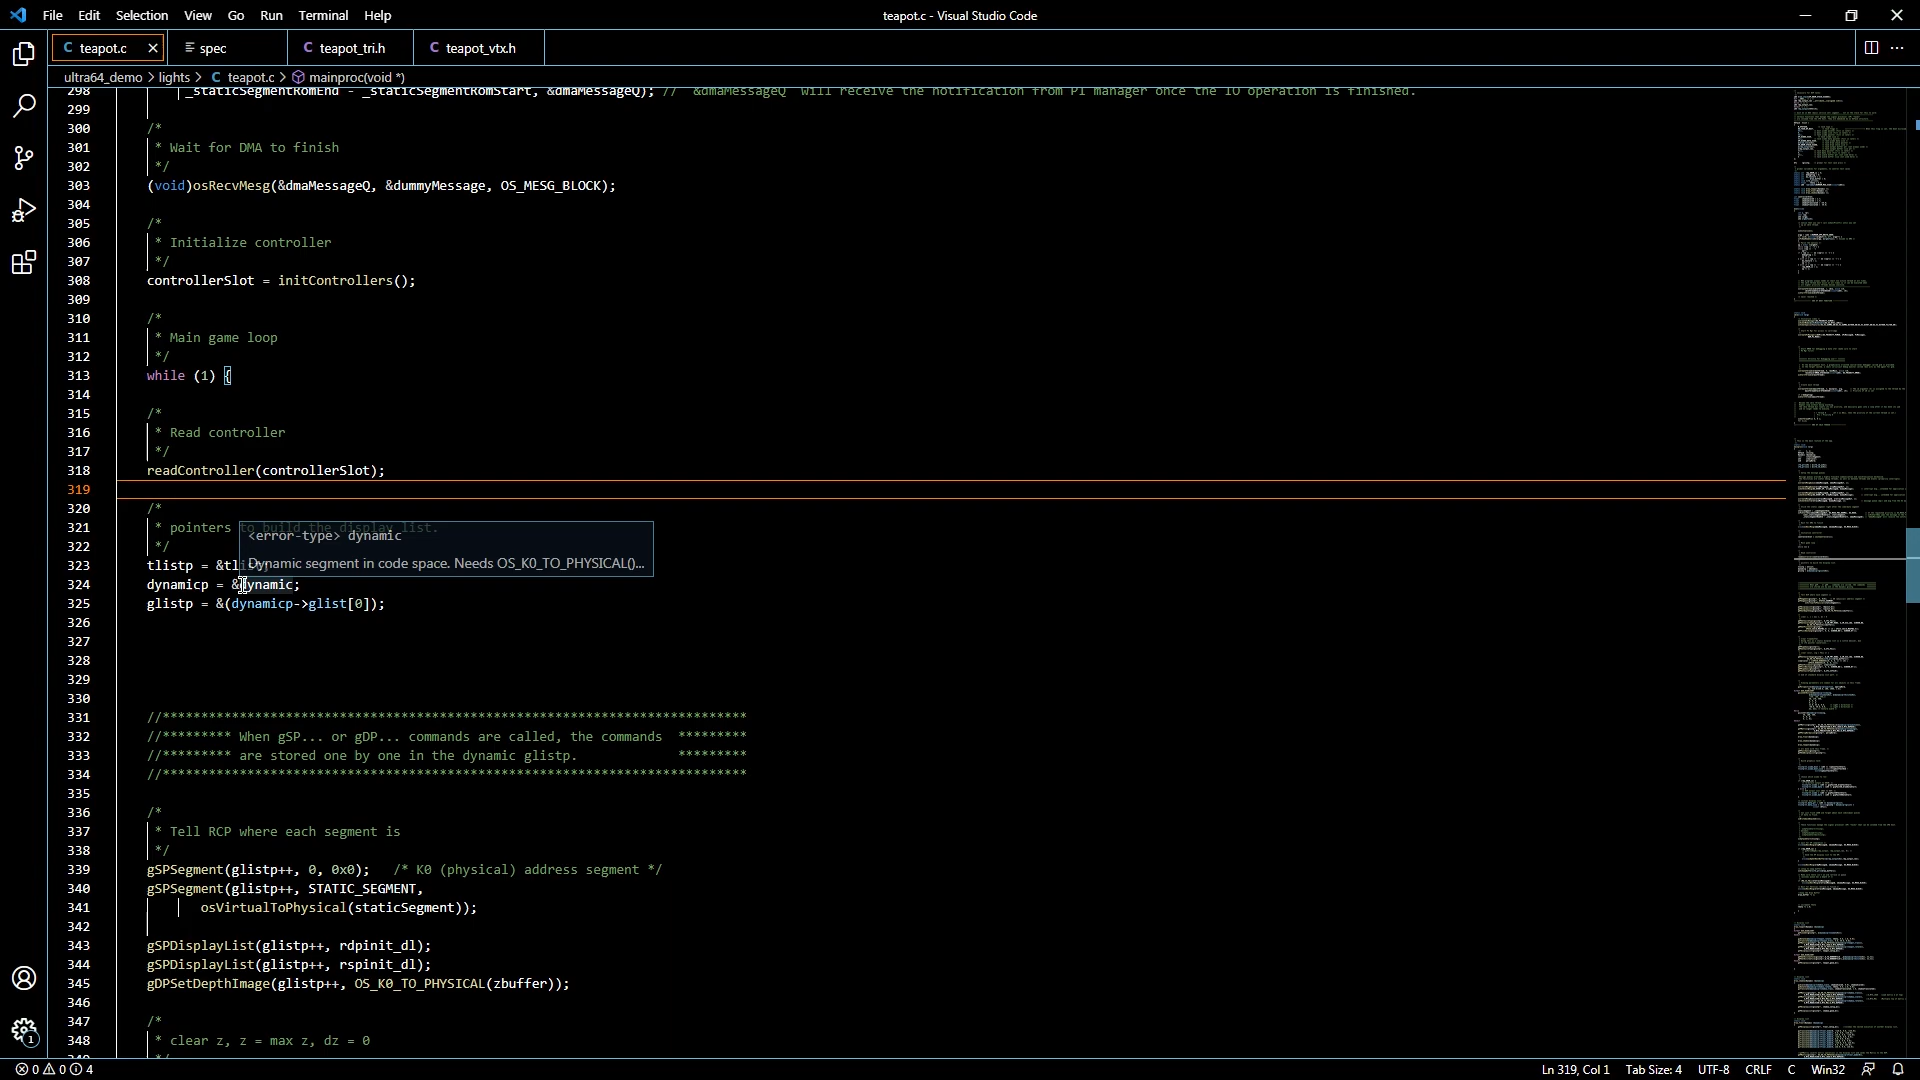 File Edit Selection View Go Run Terminal Help
teapot.c - Visual Studio Code
teapot.c spec teapot_tri.h teapot_vtx.h
ultra64_demo > lights > C teapot.c > mainproc(void *)
298 _staticSegmentRomEnd - _staticSegmentRomStart, &dmaMessageQ); // &dmaMessageQ will receive the notification from PI manager once the IO operation is finished.
299
300 /*
301 * Wait for DMA to finish
302 */
303 (void)osRecvMesg(&dmaMessageQ, &dummyMessage, OS_MESG_BLOCK);
304
305 /*
306 * Initialize controller
307 */
308 controllerSlot = initControllers();
309
310 /*
311 * Main game loop
312 */
313 while (1) {
314
315 /*
316 * Read controller
317 */
318 readController(controllerSlot);
319
320 /*
321 * pointers to build the display list.
<error-type> dynamic
322 */
Dynamic segment in code space. Needs OS_K0_TO_PHYSICAL()...
323 tlistp = &tlist;
324 dynamicp = &dynamic;
325 glistp = &(dynamicp->glist[0]);
326
327
328
329
330
331 //****************************************************************************
332 //********* When gSP... or gDP... commands are called, the commands *********
333 //********* are stored one by one in the dynamic glistp. *********
334 //****************************************************************************
335
336 /*
337 * Tell RCP where each segment is
338 */
339 gSPSegment(glistp++, 0, 0x0); /* K0 (physical) address segment */
340 gSPSegment(glistp++, STATIC_SEGMENT,
341 osVirtualToPhysical(staticSegment));
342
343 gSPDisplayList(glistp++, rdpinit_dl);
344 gSPDisplayList(glistp++, rspinit_dl);
345 gDPSetDepthImage(glistp++, OS_K0_TO_PHYSICAL(zbuffer));
346
347 /*
348 * clear z, z = max z, dz = 0
349 */
0 0 4
Ln 319, Col 1 Tab Size: 4 UTF-8 CRLF C Win32